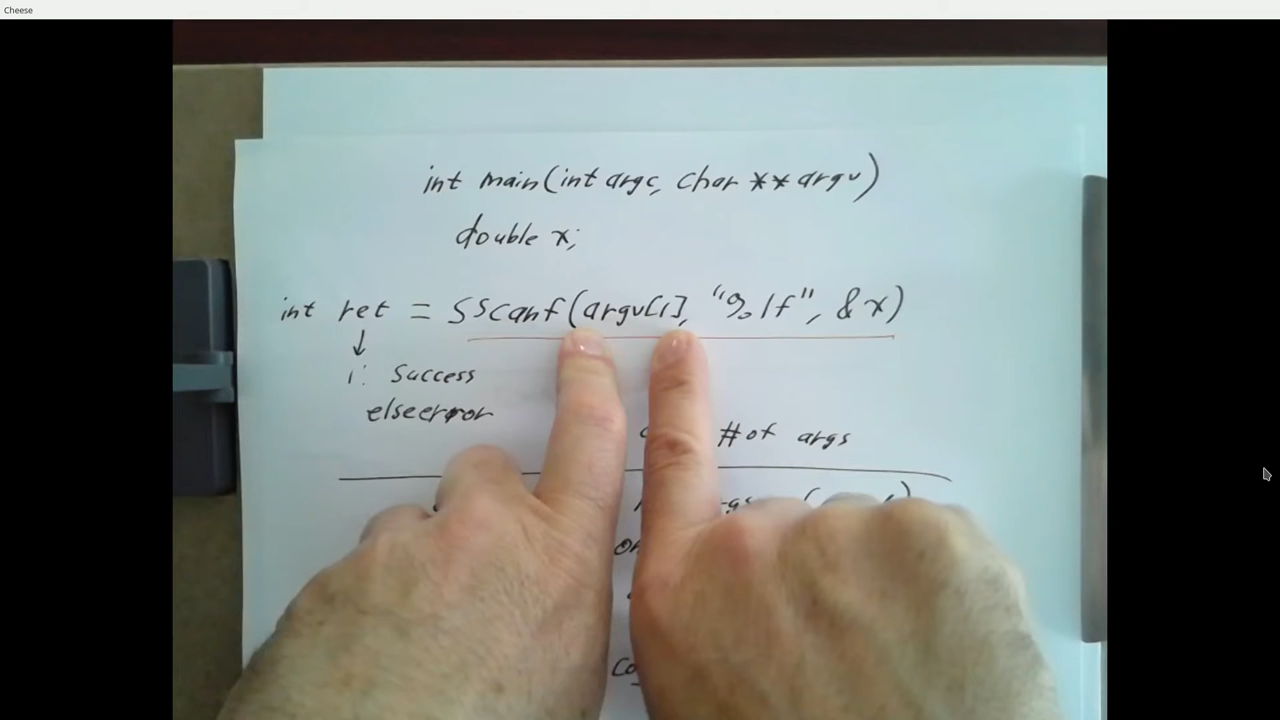 Cheese
int main(int argc, char **argv)
double x;
int ret = sscanf(argv[1], "%lf", &x)
↓
1: Success
else error
# of args